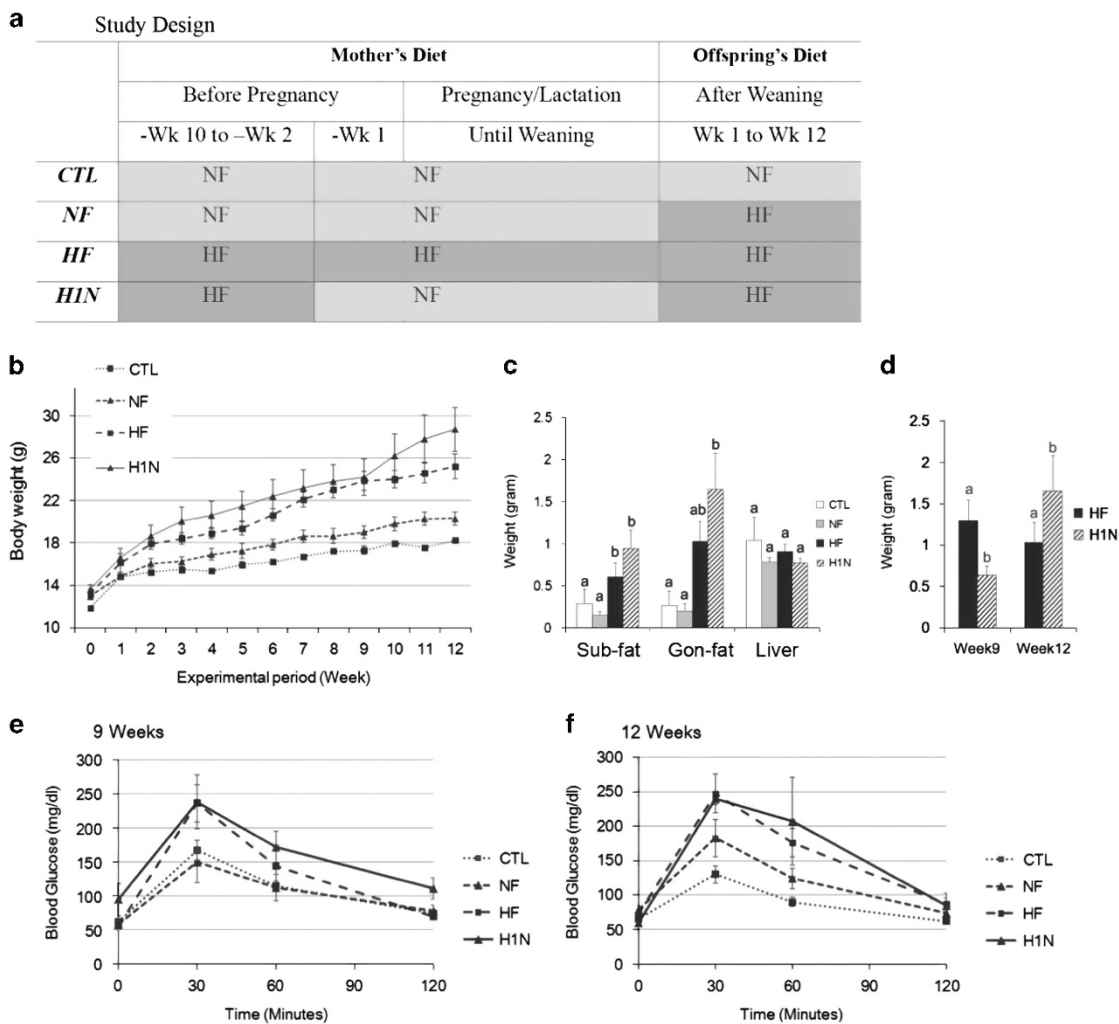 a
Study Design
Mother's Diet Offspring's Diet
Before Pregnancy Pregnancy/Lactation After Weaning
-Wk 10 to –Wk 2 -Wk 1 Until Weaning Wk 1 to Wk 12
CTL NF NF NF
NF NF NF HF
HF HF HF HF
H1N HF NF HF
b
CTL
NF
HF
H1N
Body weight (g)
30
26
22
18
14
10
0 1 2 3 4 5 6 7 8 9 10 11 12
Experimental period (Week)
c
Weight (gram)
2.5
2
1.5
1
0.5
0
a a b b
a a ab b
a a a a
CTL
NF
HF
H1N
Sub-fat Gon-fat Liver
d
Weight (gram)
2.5
2
1.5
1
0.5
0
a b a b
HF
H1N
Week9 Week12
e
9 Weeks
Blood Glucose (mg/dl)
300
250
200
150
100
50
0
0 30 60 90 120
Time (Minutes)
CTL
NF
HF
H1N
f
12 Weeks
Blood Glucose (mg/dl)
300
250
200
150
100
50
0
0 30 60 90 120
Time (Minutes)
CTL
NF
HF
H1N